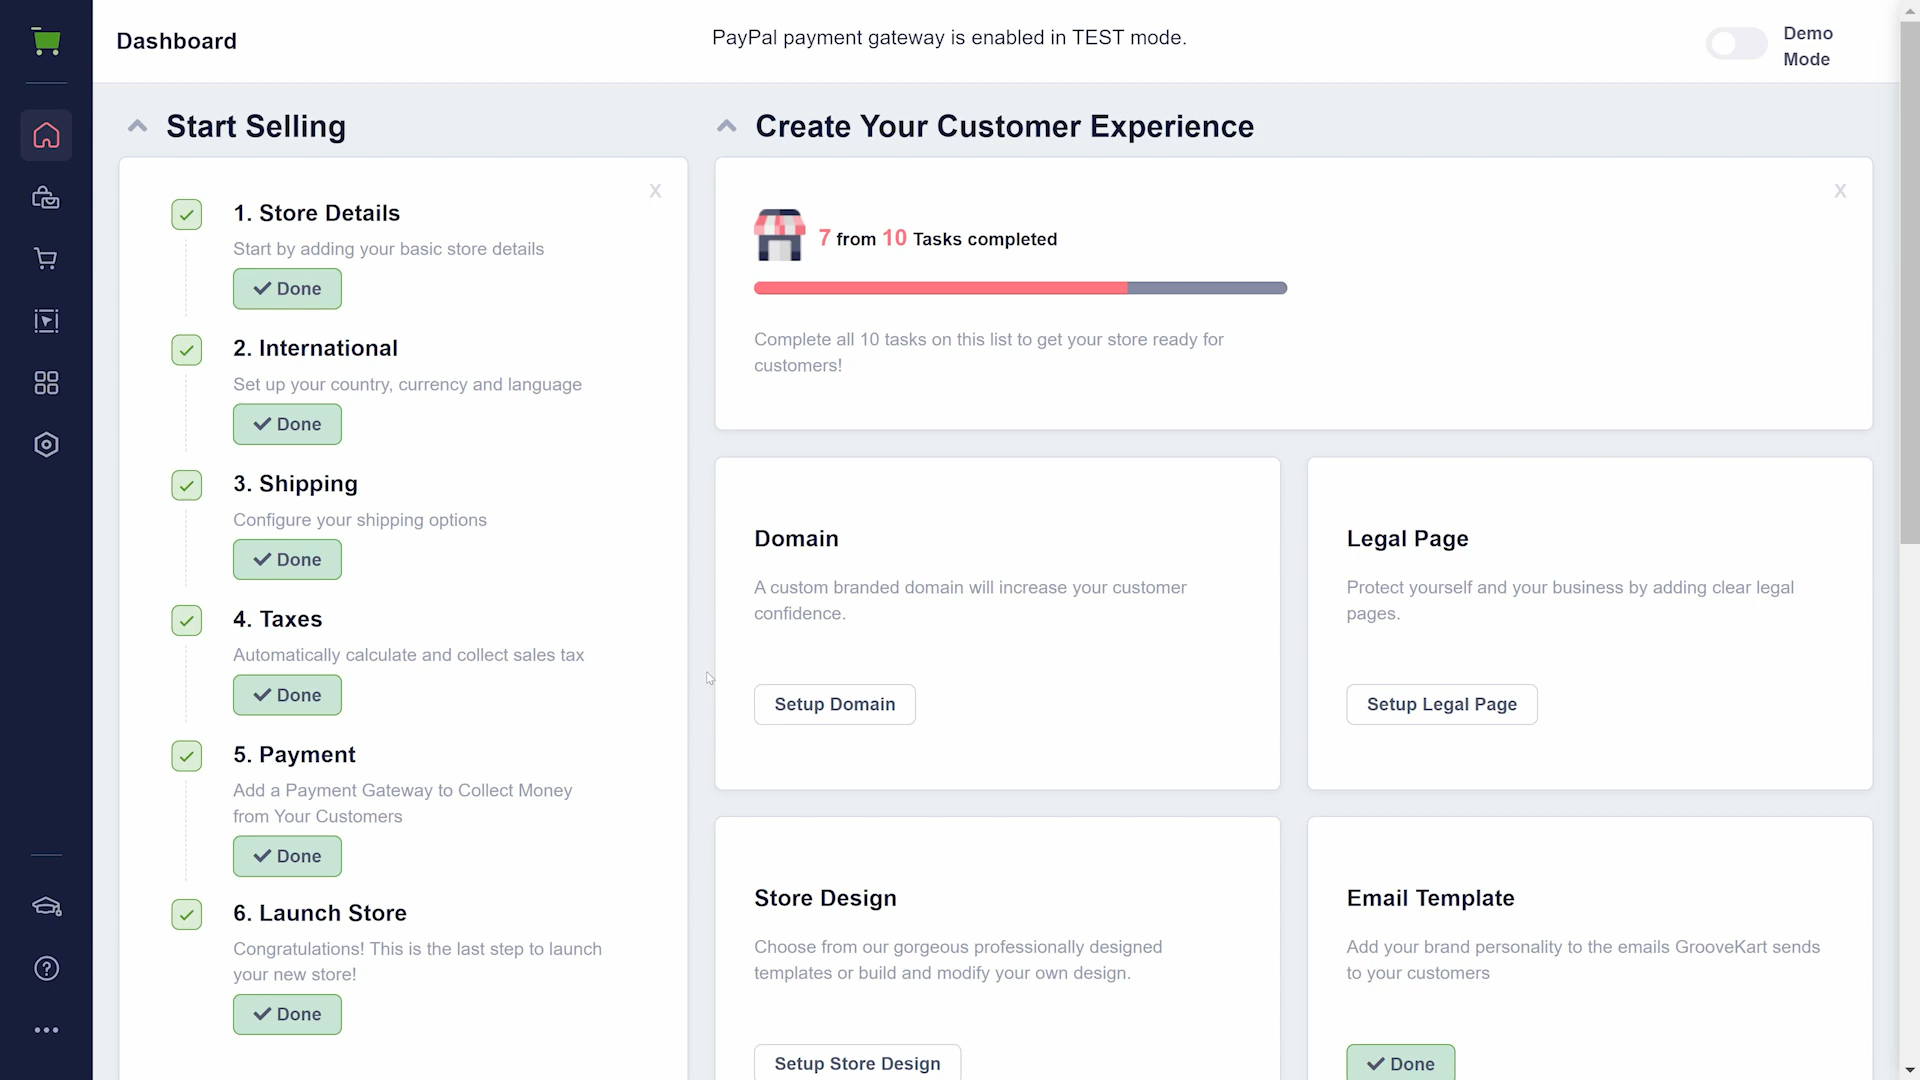 Dashboard
PayPal payment gateway is enabled in TEST mode.
Demo
Mode
Start Selling
X
1. Store Details
Start by adding your basic store details
Done
2. International
Set up your country, currency and language
Done
3. Shipping
Configure your shipping options
Done
4. Taxes
Automatically calculate and collect sales tax
Done
5. Payment
Add a Payment Gateway to Collect Money
from Your Customers
Done
6. Launch Store
Congratulations! This is the last step to launch
your new store!
Done
Create Your Customer Experience
X
7 from 10 Tasks completed
Complete all 10 tasks on this list to get your store ready for
customers!
Domain
A custom branded domain will increase your customer
confidence.
Setup Domain
Legal Page
Protect yourself and your business by adding clear legal
pages.
Setup Legal Page
Store Design
Choose from our gorgeous professionally designed
templates or build and modify your own design.
Setup Store Design
Email Template
Add your brand personality to the emails GrooveKart sends
to your customers
Done